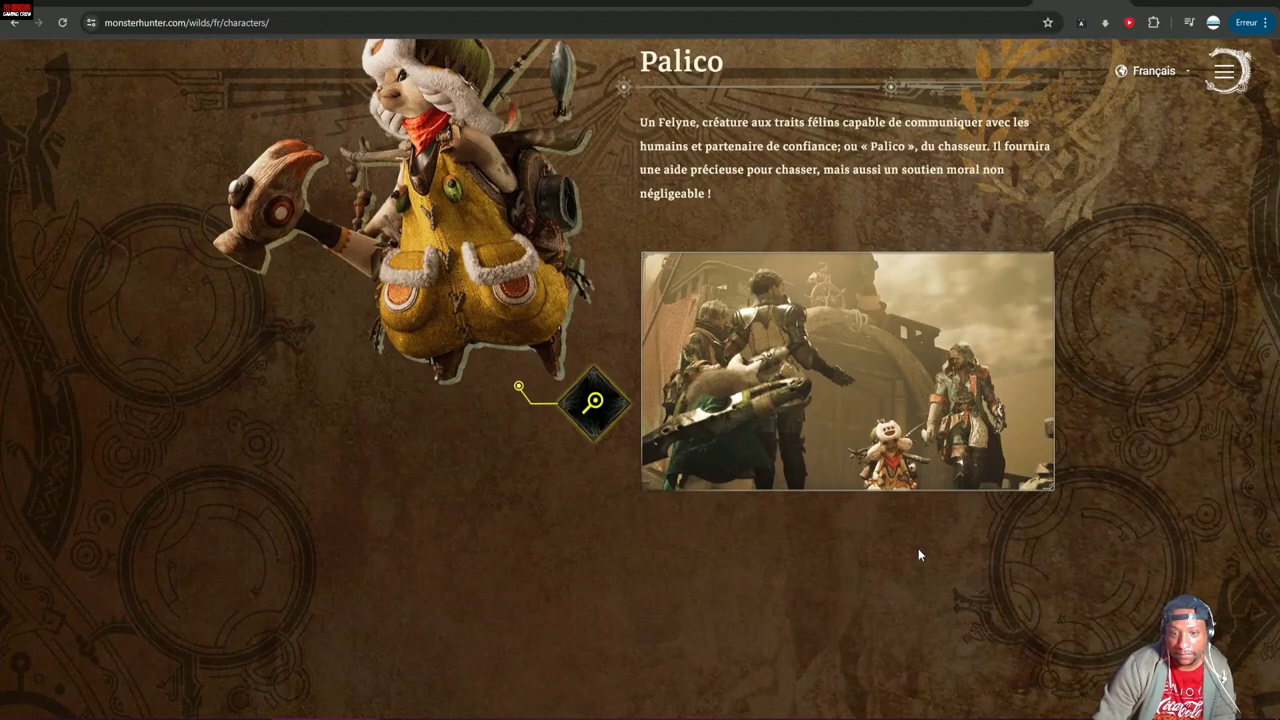 monsterhunter.com/wilds/fr/characters/
Erreur
Palico
Français
Un Felyne, créature aux traits félins capable de communiquer avec les
humains et partenaire de confiance; ou « Palico », du chasseur. Il fournira
une aide précieuse pour chasser, mais aussi un soutien moral non
négligeable !
Coca-Cola